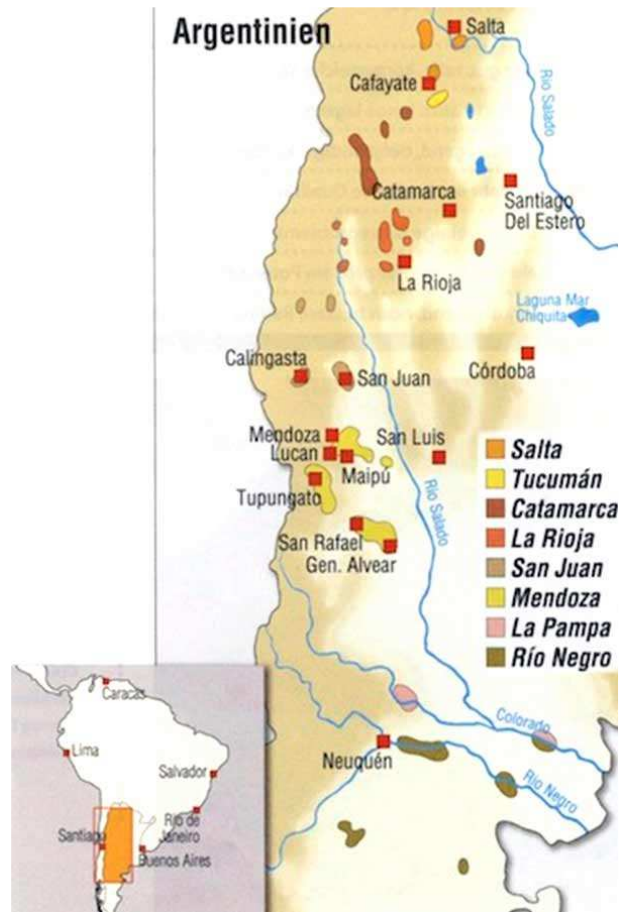 Argentinien
Salta
Cafayate
Rio Salado
Catamarca
Santiago
Del Estero
La Rioja
Laguna Mar
Chiquita
Calingasta
San Juan
Córdoba
Mendoza
Lucan
Maipú
San Luis
Tupungato
Río Salado
San Rafael
Gen. Alvear
Salta
Tucumán
Catamarca
La Rioja
San Juan
Mendoza
La Pampa
Río Negro
Colorado
Neuquén
Río Negro
Caracas
Lima
Salvador
Rio de
Janeiro
Santiago
Buenos Aires